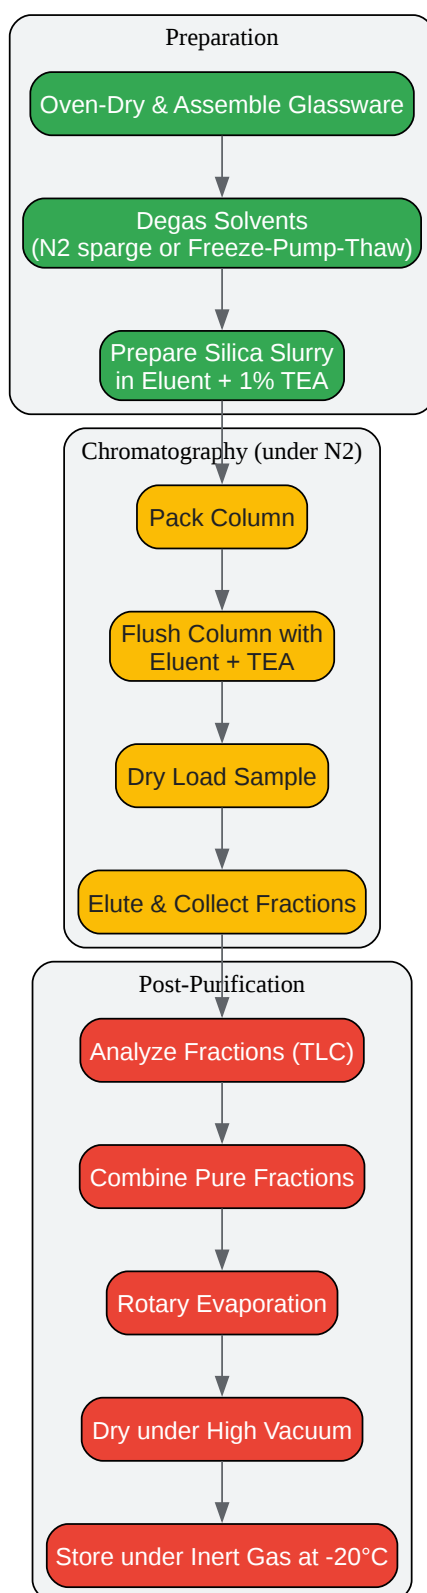 Preparation
Oven-Dry & Assemble Glassware
Degas Solvents
(N2 sparge or Freeze-Pump-Thaw)
Prepare Silica Slurry
in Eluent + 1% TEA
Chromatography (under N2)
Pack Column
Flush Column with
Eluent + TEA
Dry Load Sample
Elute & Collect Fractions
Post-Purification
Analyze Fractions (TLC)
Combine Pure Fractions
Rotary Evaporation
Dry under High Vacuum
Store under Inert Gas at -20°C